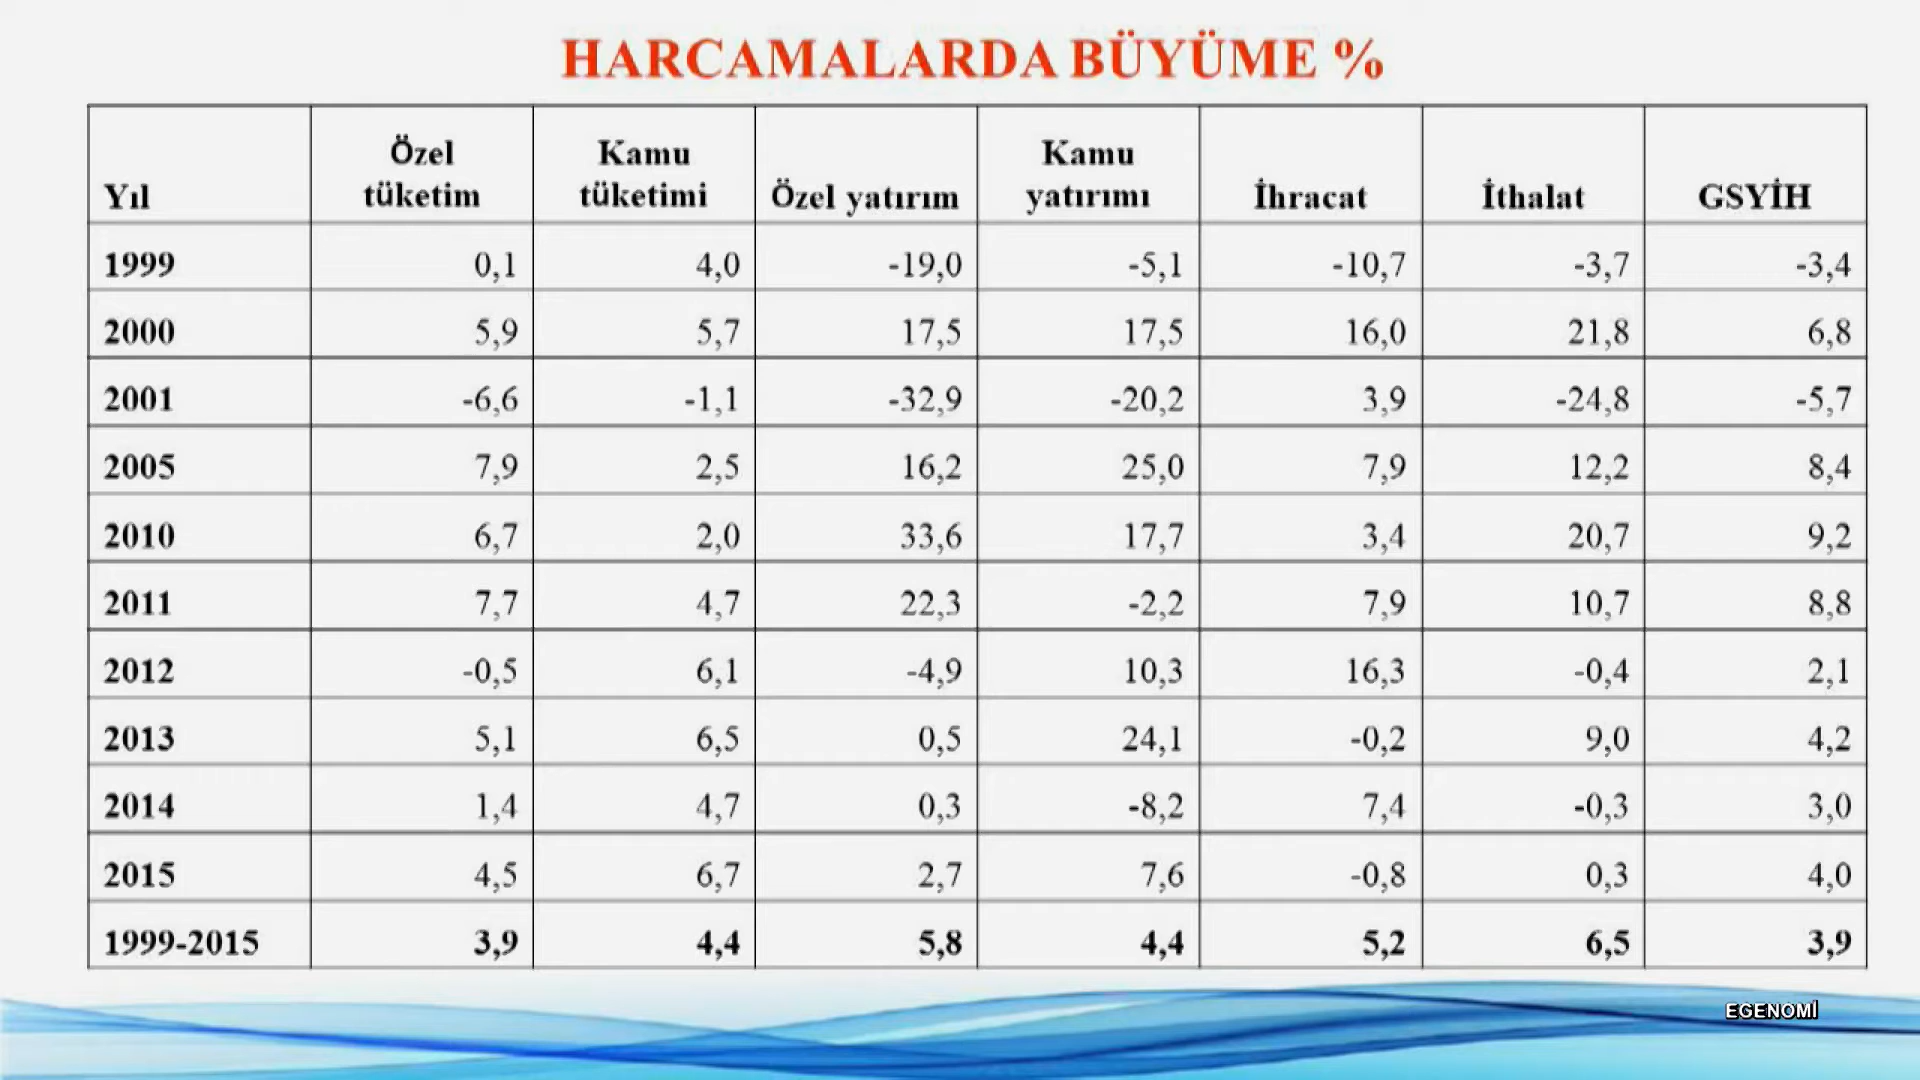 HARCAMALARDA BÜYÜME %
Yıl Özel tüketim Kamu tüketimi Özel yatırım Kamu yatırımı İhracat İthalat GSYİH
1999 0,1 4,0 -19,0 -5,1 -10,7 -3,7 -3,4
2000 5,9 5,7 17,5 17,5 16,0 21,8 6,8
2001 -6,6 -1,1 -32,9 -20,2 3,9 -24,8 -5,7
2005 7,9 2,5 16,2 25,0 7,9 12,2 8,4
2010 6,7 2,0 33,6 17,7 3,4 20,7 9,2
2011 7,7 4,7 22,3 -2,2 7,9 10,7 8,8
2012 -0,5 6,1 -4,9 10,3 16,3 -0,4 2,1
2013 5,1 6,5 0,5 24,1 -0,2 9,0 4,2
2014 1,4 4,7 0,3 -8,2 7,4 -0,3 3,0
2015 4,5 6,7 2,7 7,6 -0,8 0,3 4,0
1999-2015 3,9 4,4 5,8 4,4 5,2 6,5 3,9
EGENOMİ